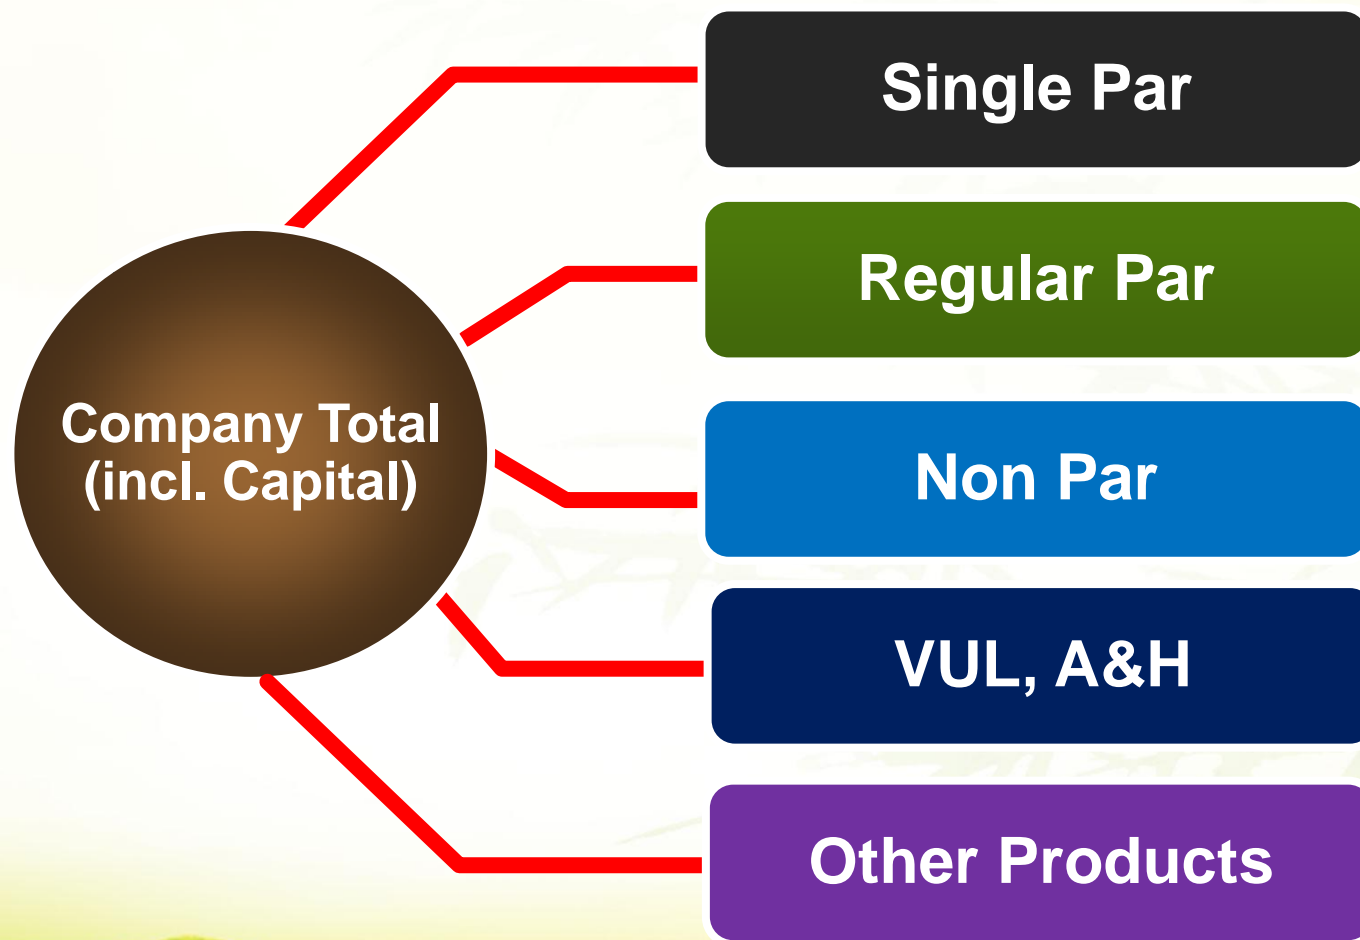 Single Par
Regular Par
Company Total
(incl. Capital)
Non Par
VUL, A&H
Other Products